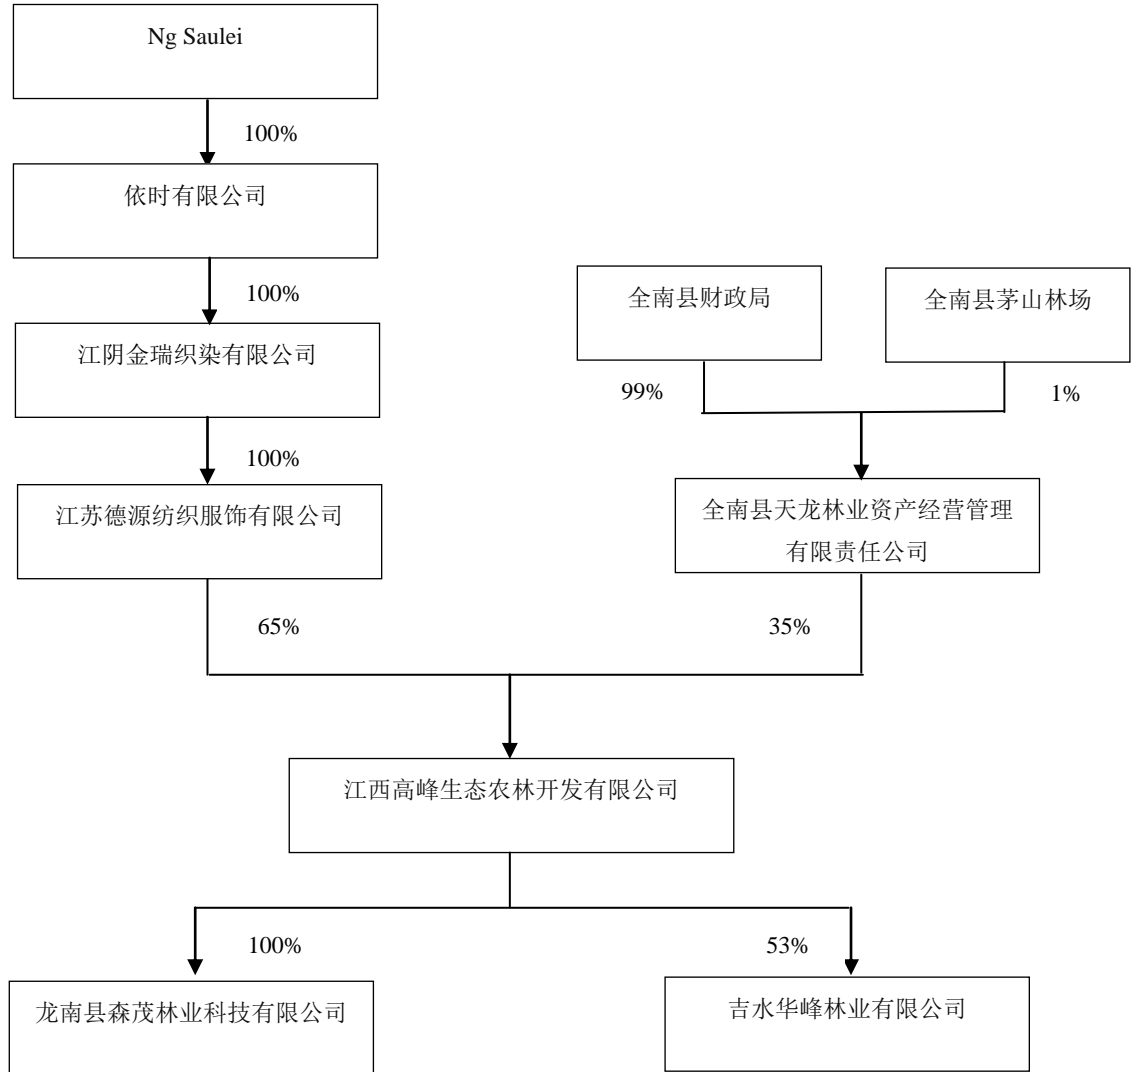 Ng Saulei
100%
依时有限公司
100%
全南县财政局
全南县茅山林场
江阴金瑞织染有限公司
99%
1%
100%
江苏德源纺织服饰有限公司
全南县天龙林业资产经营管理
有限责任公司
65%
35%
江西高峰生态农林开发有限公司
100%
53%
龙南县森茂林业科技有限公司
吉水华峰林业有限公司